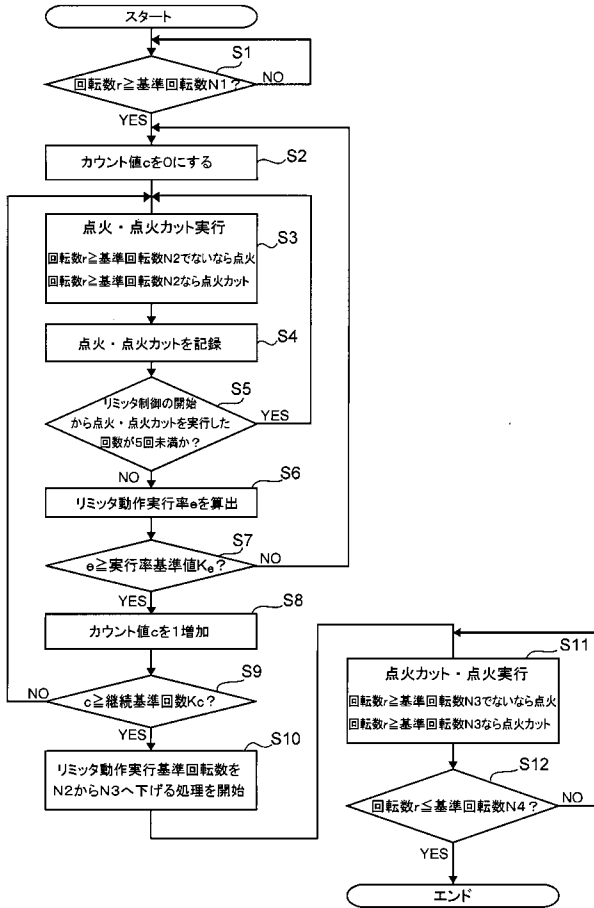 スタート
S1
回転数r≧基準回転数N1?
NO
YES
S2
カウント値cを0にする
S3
点火・点火カット実行
回転数r≧基準回転数N2でないなら点火
回転数r≧基準回転数N2なら点火カット
S4
点火・点火カットを記録
S5
リミッタ制御の開始
から点火・点火カットを実行した
回数が5回未満か?
YES
NO
S6
リミッタ動作実行率eを算出
S7
e≧実行率基準値Ke?
NO
YES
S8
カウント値cを1増加
S9
c≧継続基準回数Kc?
NO
YES
S10
リミッタ動作実行基準回転数を
N2からN3へ下げる処理を開始
S11
点火カット・点火実行
回転数r≧基準回転数N3でないなら点火
回転数r≧基準回転数N3なら点火カット
S12
回転数r≦基準回転数N4?
NO
YES
エンド